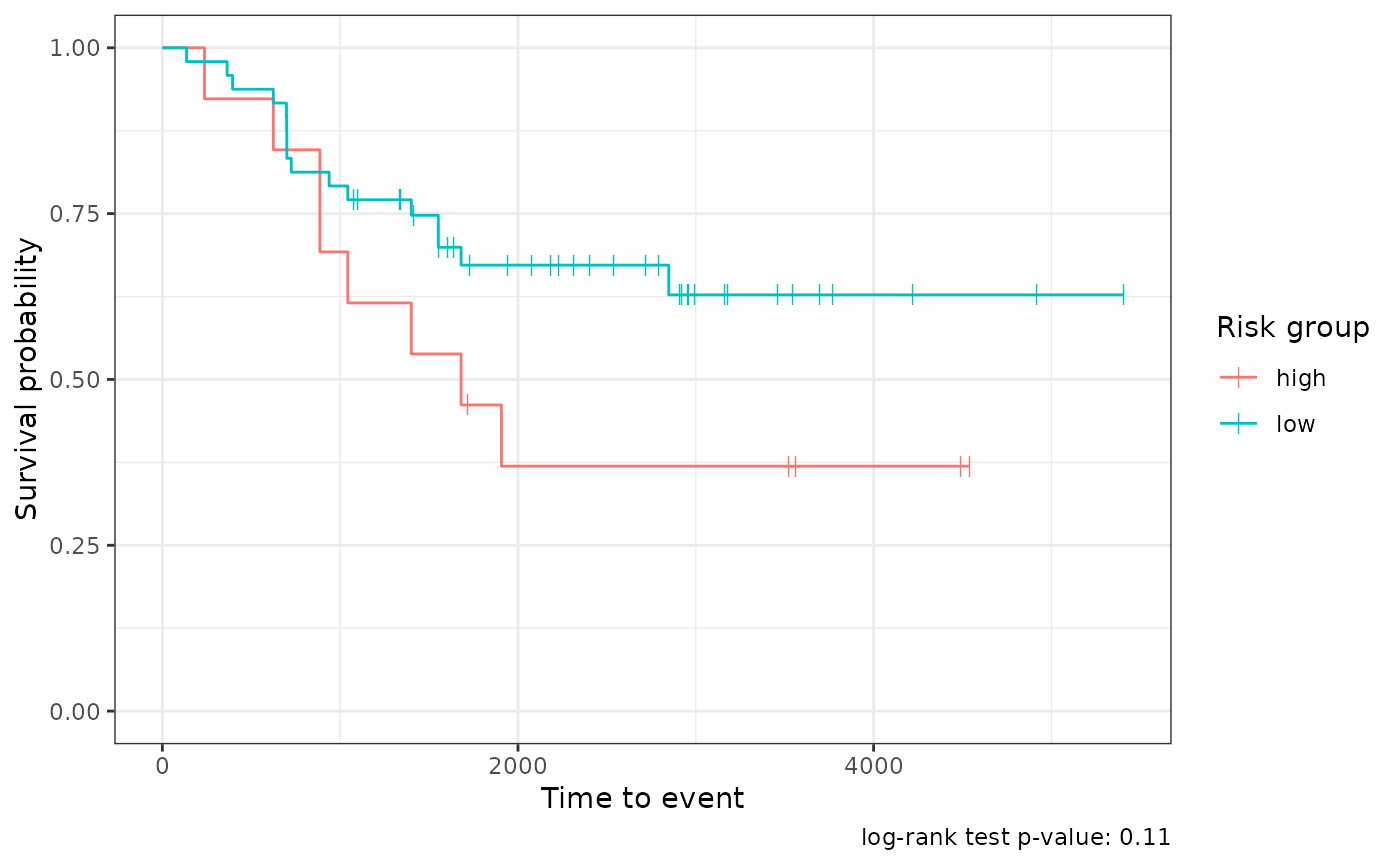 1.00
0.75
0.50
0.25
0.00
Survival probability
0
2000
4000
Time to event
Risk group
high
low
log-rank test p-value: 0.11